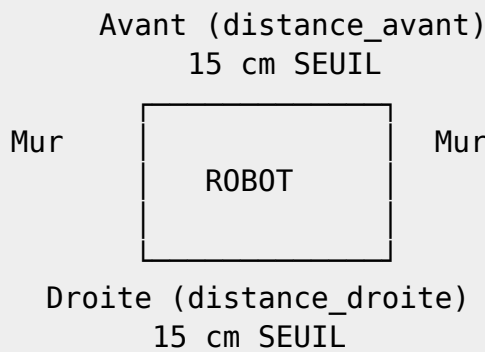 Avant (distance_avant)
15 cm SEUIL
Mur Mur
ROBOT
Droite (distance_droite)
15 cm SEUIL